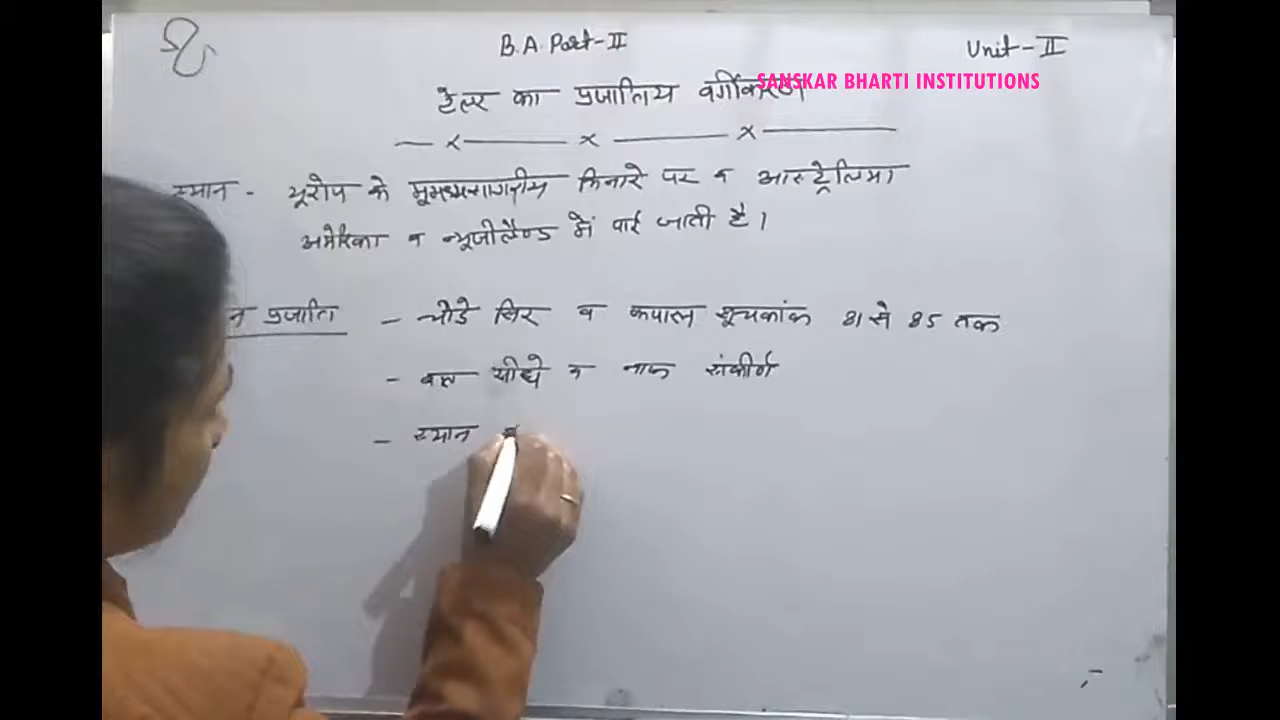 B.A. Part-II
Unit-II
SANSKAR BHARTI INSTITUTIONS
टेलर का प्रजातिय वर्गीकरण
स्थान - यूरोप के भूमध्यसागरीय किनारे पर व आस्ट्रेलिया
अमेरिका व न्यूजीलैण्ड में पाई जाती है।
न प्रजाति - चौडे सिर व कपाल सूचकांक 81 से 85 तक
- बाल सीधे व नाक संकीर्ण
- स्थान